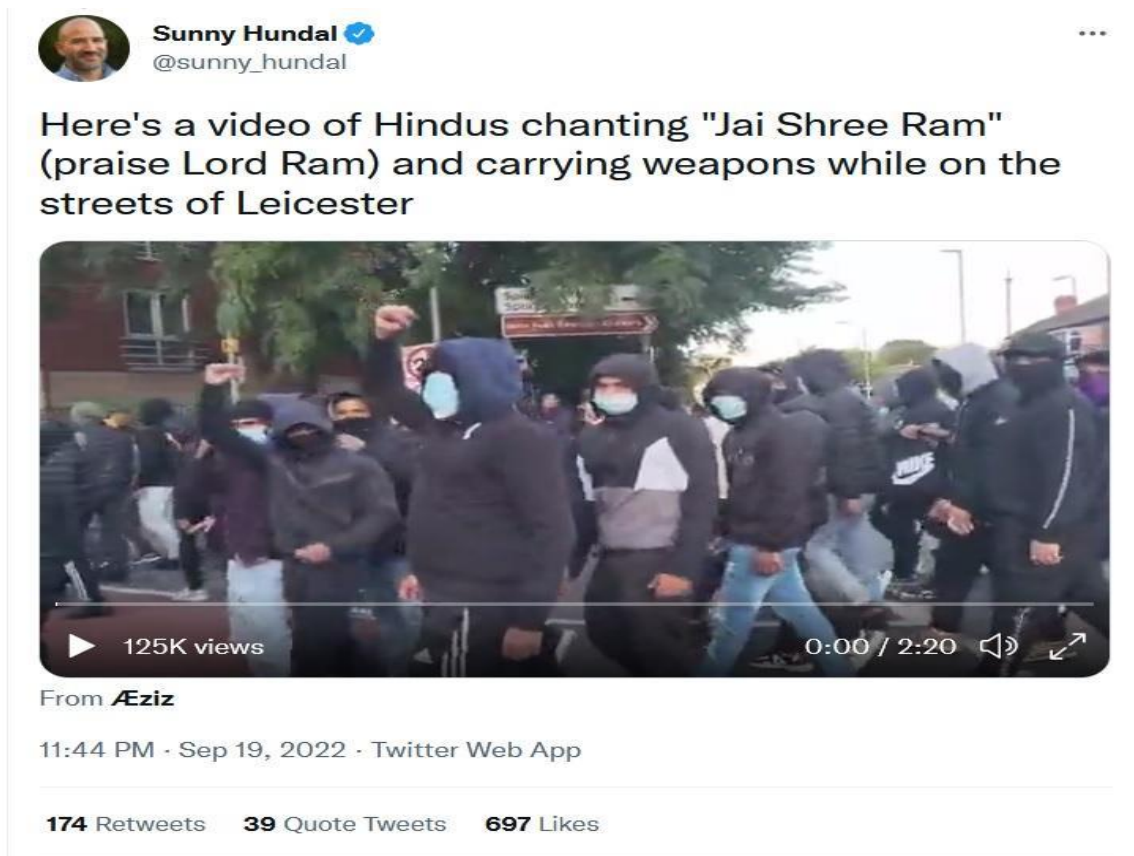 Sunny Hundal
@sunny_hundal
Here's a video of Hindus chanting "Jai Shree Ram"
(praise Lord Ram) and carrying weapons while on the
streets of Leicester
NIKE
125K views
0:00 / 2:20
From Æziz
11:44 PM · Sep 19, 2022 · Twitter Web App
174 Retweets 39 Quote Tweets 697 Likes